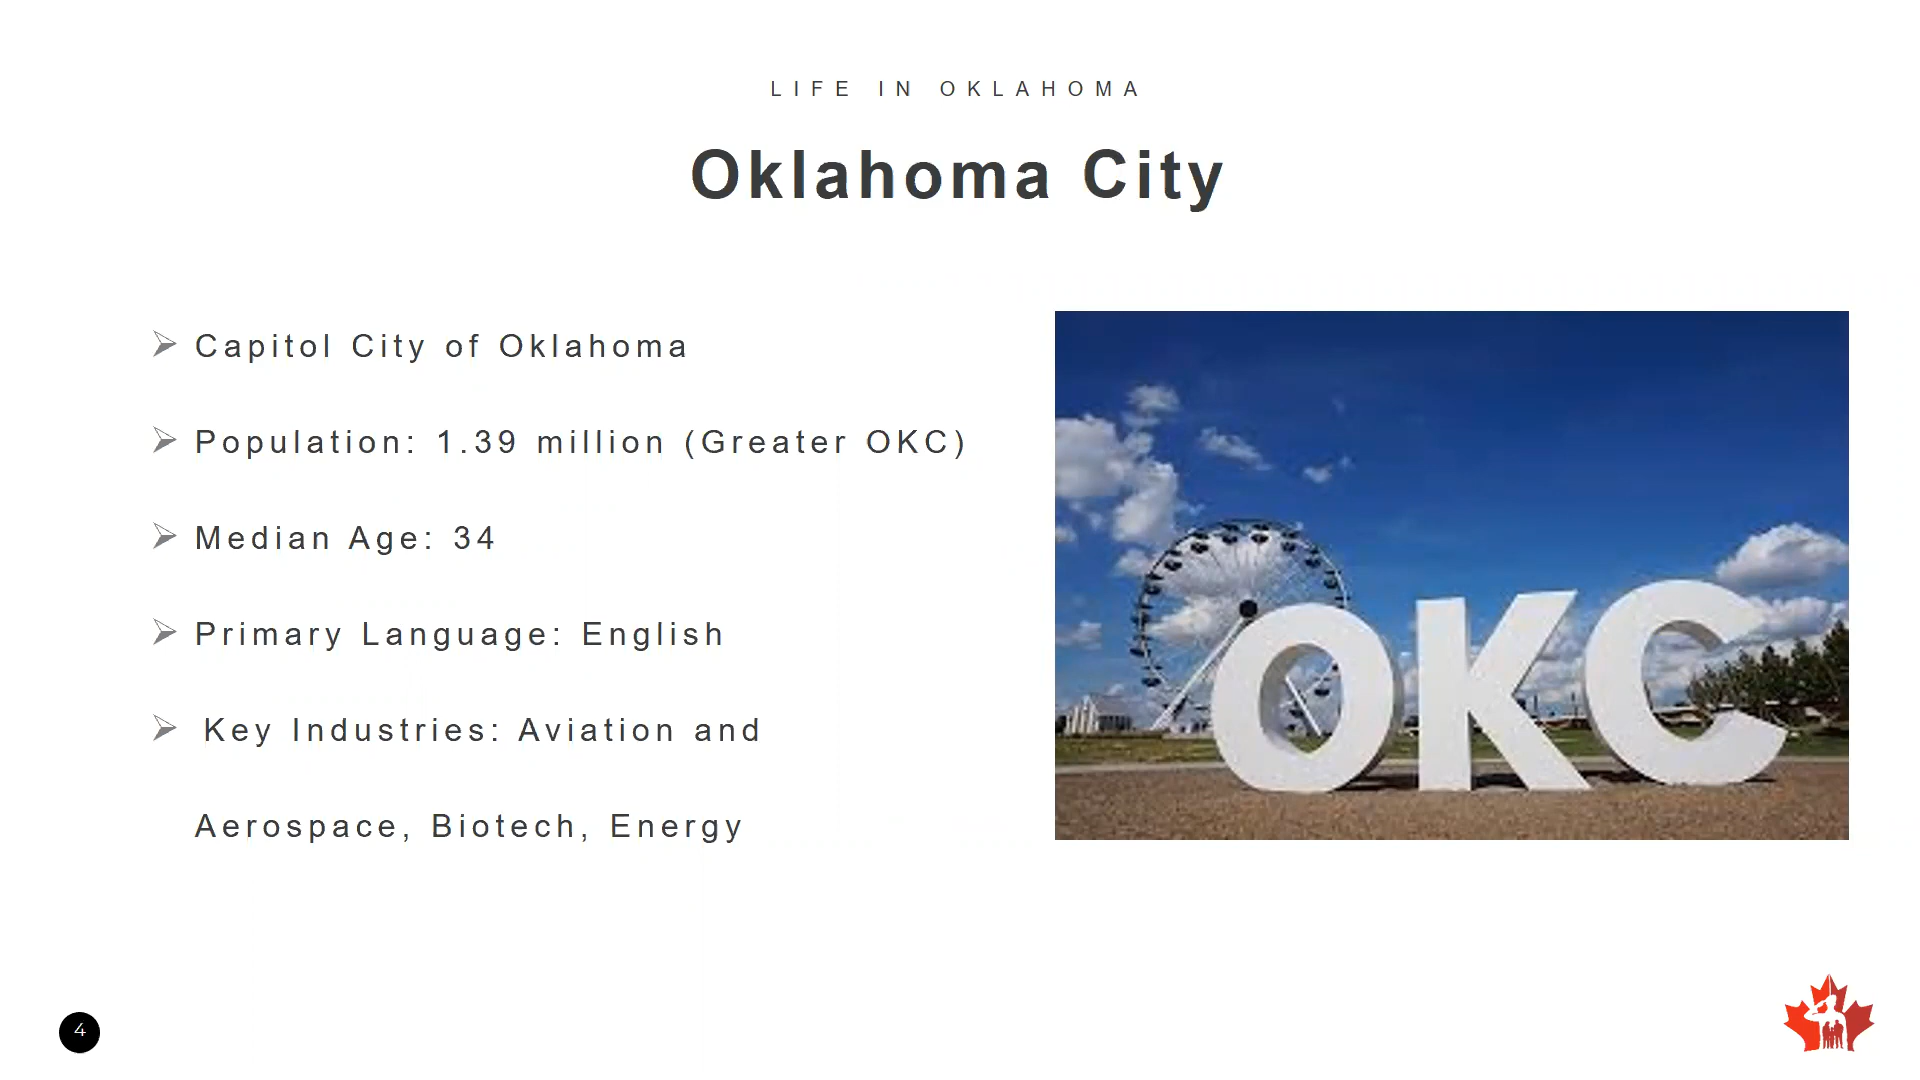 LIFE IN OKLAHOMA
Oklahoma City
Capitol City of Oklahoma
Population: 1.39 million (Greater OKC)
Median Age: 34
Primary Language: English
Key Industries: Aviation and
Aerospace, Biotech, Energy
OKC
4